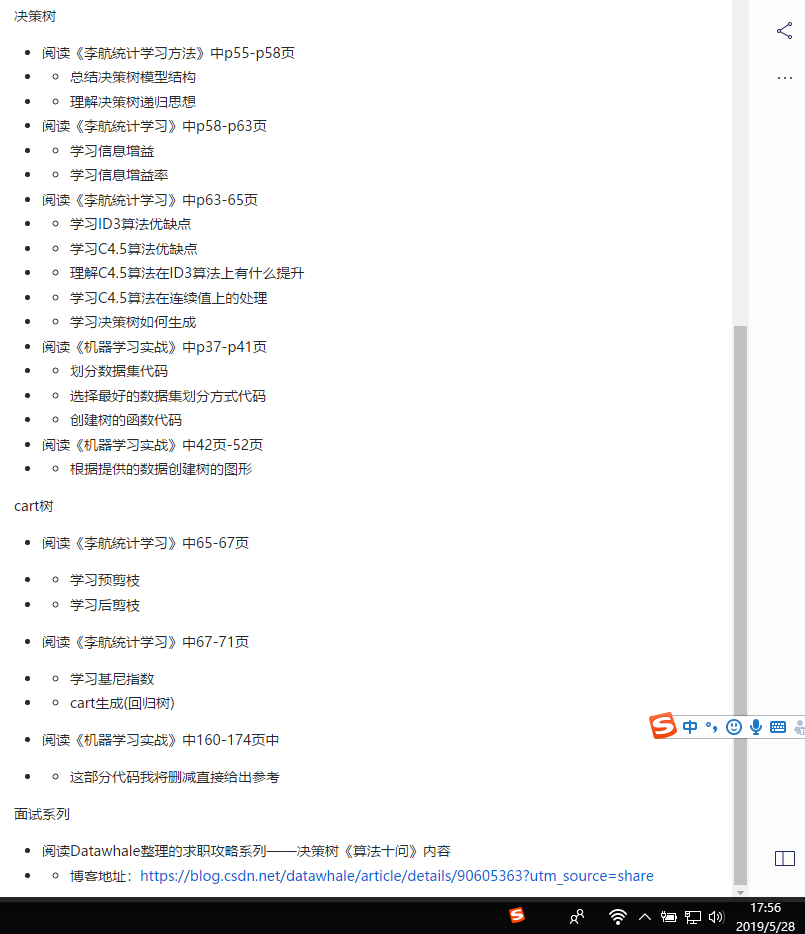 决策树
阅读《李航统计学习方法》中p55-p58页
总结决策树模型结构
理解决策树递归思想
阅读《李航统计学习》中p58-p63页
学习信息增益
学习信息增益率
阅读《李航统计学习》中p63-65页
学习ID3算法优缺点
学习C4.5算法优缺点
理解C4.5算法在ID3算法上有什么提升
学习C4.5算法在连续值上的处理
学习决策树如何生成
阅读《机器学习实战》中p37-p41页
划分数据集代码
选择最好的数据集划分方式代码
创建树的函数代码
阅读《机器学习实战》中42页-52页
根据提供的数据创建树的图形
cart树
阅读《李航统计学习》中65-67页
学习预剪枝
学习后剪枝
阅读《李航统计学习》中67-71页
学习基尼指数
cart生成(回归树)
阅读《机器学习实战》中160-174页中
这部分代码我将删减直接给出参考
面试系列
阅读Datawhale整理的求职攻略系列——决策树《算法十问》内容
博客地址：https://blog.csdn.net/datawhale/article/details/90605363?utm_source=share
S 中
17:56
2019/5/28